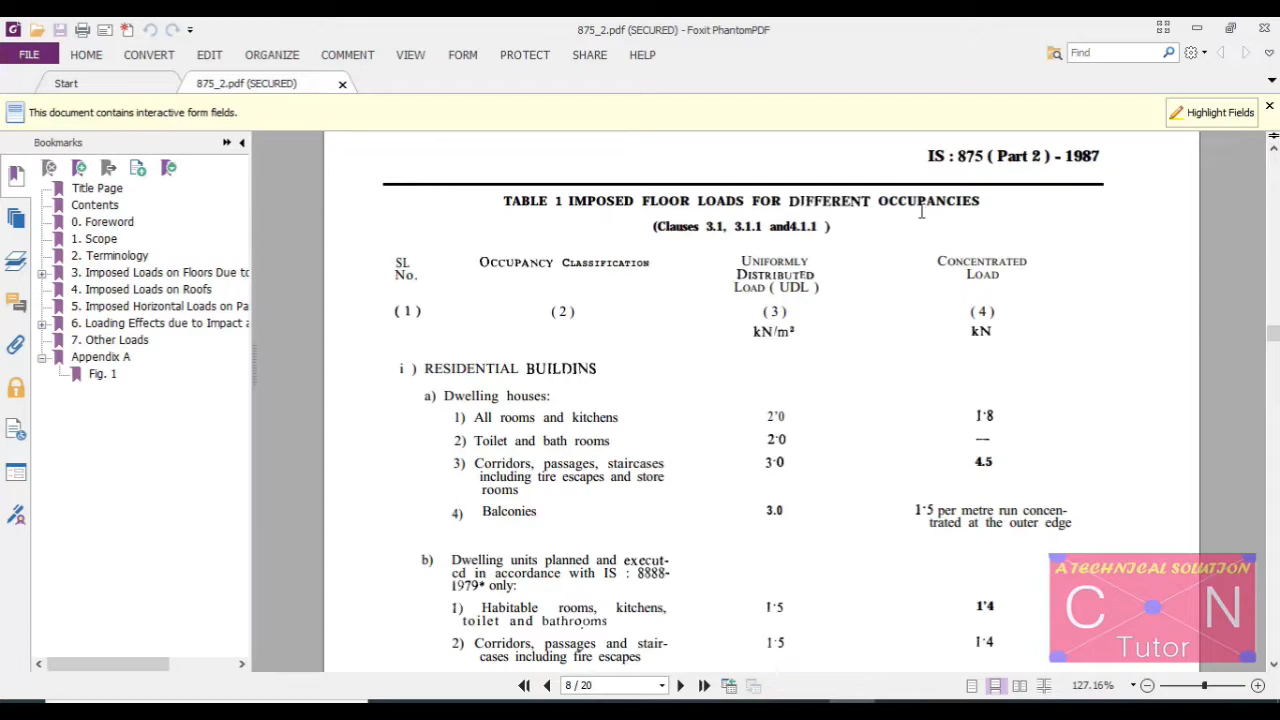 875_2.pdf (SECURED) - Foxit PhantomPDF
FILE HOME CONVERT EDIT ORGANIZE COMMENT VIEW FORM PROTECT SHARE HELP Find
Start 875_2.pdf (SECURED)
This document contains interactive form fields. Highlight Fields
Bookmarks
Title Page
Contents
0. Foreword
1. Scope
2. Terminology
3. Imposed Loads on Floors Due to
4. Imposed Loads on Roofs
5. Imposed Horizontal Loads on Pa
6. Loading Effects due to Impact a
7. Other Loads
Appendix A
Fig. 1
IS : 875 ( Part 2 ) - 1987
TABLE 1 IMPOSED FLOOR LOADS FOR DIFFERENT OCCUPANCIES
(Clauses 3.1, 3.1.1 and4.1.1 )
SL No. OCCUPANCY CLASSIFICATION UNIFORMLY DISTRIBUTED LOAD ( UDL ) CONCENTRATED LOAD
( 1 ) ( 2 ) ( 3 ) ( 4 )
kN/m² kN
i ) RESIDENTIAL BUILDINS
a) Dwelling houses:
1) All rooms and kitchens 2'0 1·8
2) Toilet and bath rooms 2·0 —
3) Corridors, passages, staircases 3·0 4.5
including tire escapes and store
rooms
4) Balconies 3.0 1·5 per metre run concen-
trated at the outer edge
b) Dwelling units planned and execut-
cd in accordance with IS : 8888-
1979* only:
1) Habitable rooms, kitchens, 1·5 1'4
toilet and bathrooms
2) Corridors, passages and stair- 1·5 1·4
cases including fire escapes
A TECHNICAL SOLUTION
C N
Tutor
8 / 20 127.16%